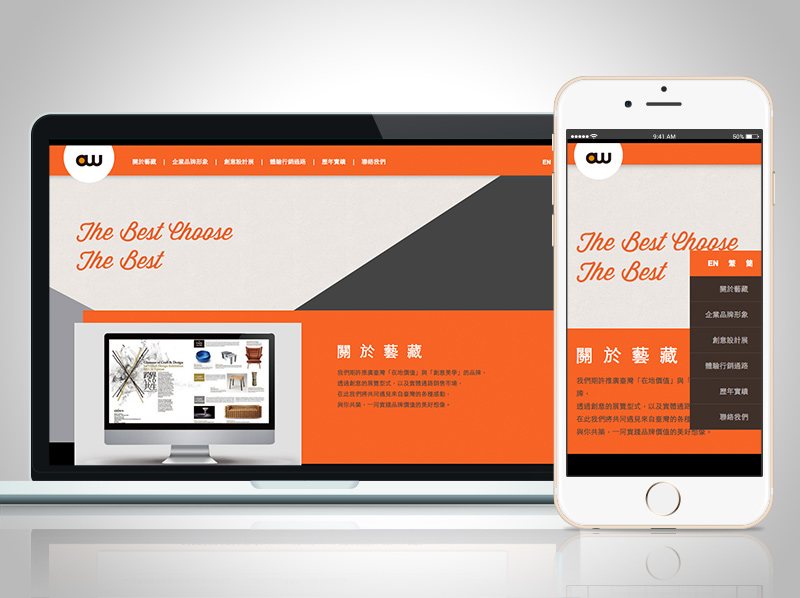 aw
關於藝藏 | 企業品牌形象 | 創意設計展 | 體驗行銷通路 | 歷年實績 | 聯絡我們
EN
The Best Choose
The Best
關於藝藏
我們期許推廣臺灣「在地價值」與「創意美學」的品牌。
透過創意的展覽型式,以及實體通路銷售市場。
在此我們將共同遇見來自臺灣的各種感動,
與你共築,一同實踐品牌價值的美好想像。
9:41 AM
50%
aw
The Best Choose
The Best
EN 繁 簡
關於藝藏
企業品牌形象
創意設計展
體驗行銷通路
歷年實績
聯絡我們
關於藝藏
我們期許推廣臺灣「在地價值」與「
牌。
透過創意的展覽型式,以及實體通路
在此我們將共同遇見來自臺灣的各種
與你共築,一同實踐品牌價值的美好想像。